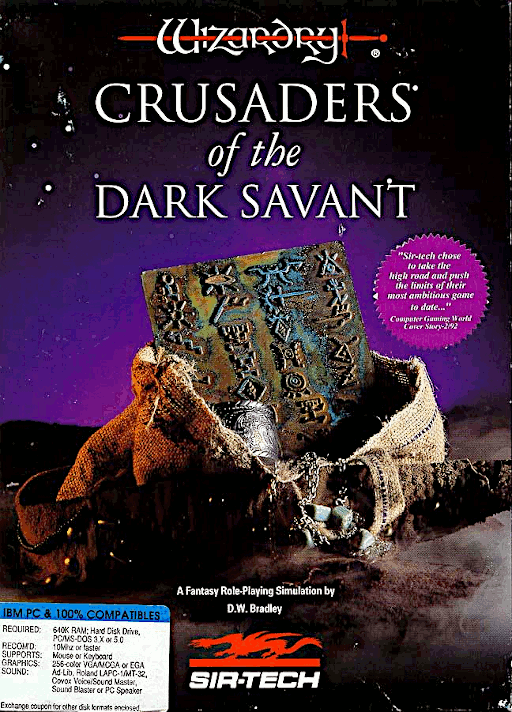 Wizardry
®
CRUSADERS
of the
DARK SAVANT
"Sir-tech chose
to take the
high road and push
the limits of their
most ambitious game
to date..."
Computer Gaming World
Cover Story-2/92
A Fantasy Role-Playing Simulation by
D.W. Bradley
SIR-TECH
IBM PC & 100% COMPATIBLES
REQUIRED: 640K RAM; Hard Disk Drive,
PC/MS-DOS 3.X or 5.0
RECOM'D: 10Mhz or faster
SUPPORTS: Mouse or Keyboard
GRAPHICS: 256-color VGA/MCGA or EGA
SOUND: Ad-Lib, Roland LAPC-1/MT-32,
Covox Voice/Sound Master,
Sound Blaster or PC Speaker
Exchange coupon for other disk formats enclosed.